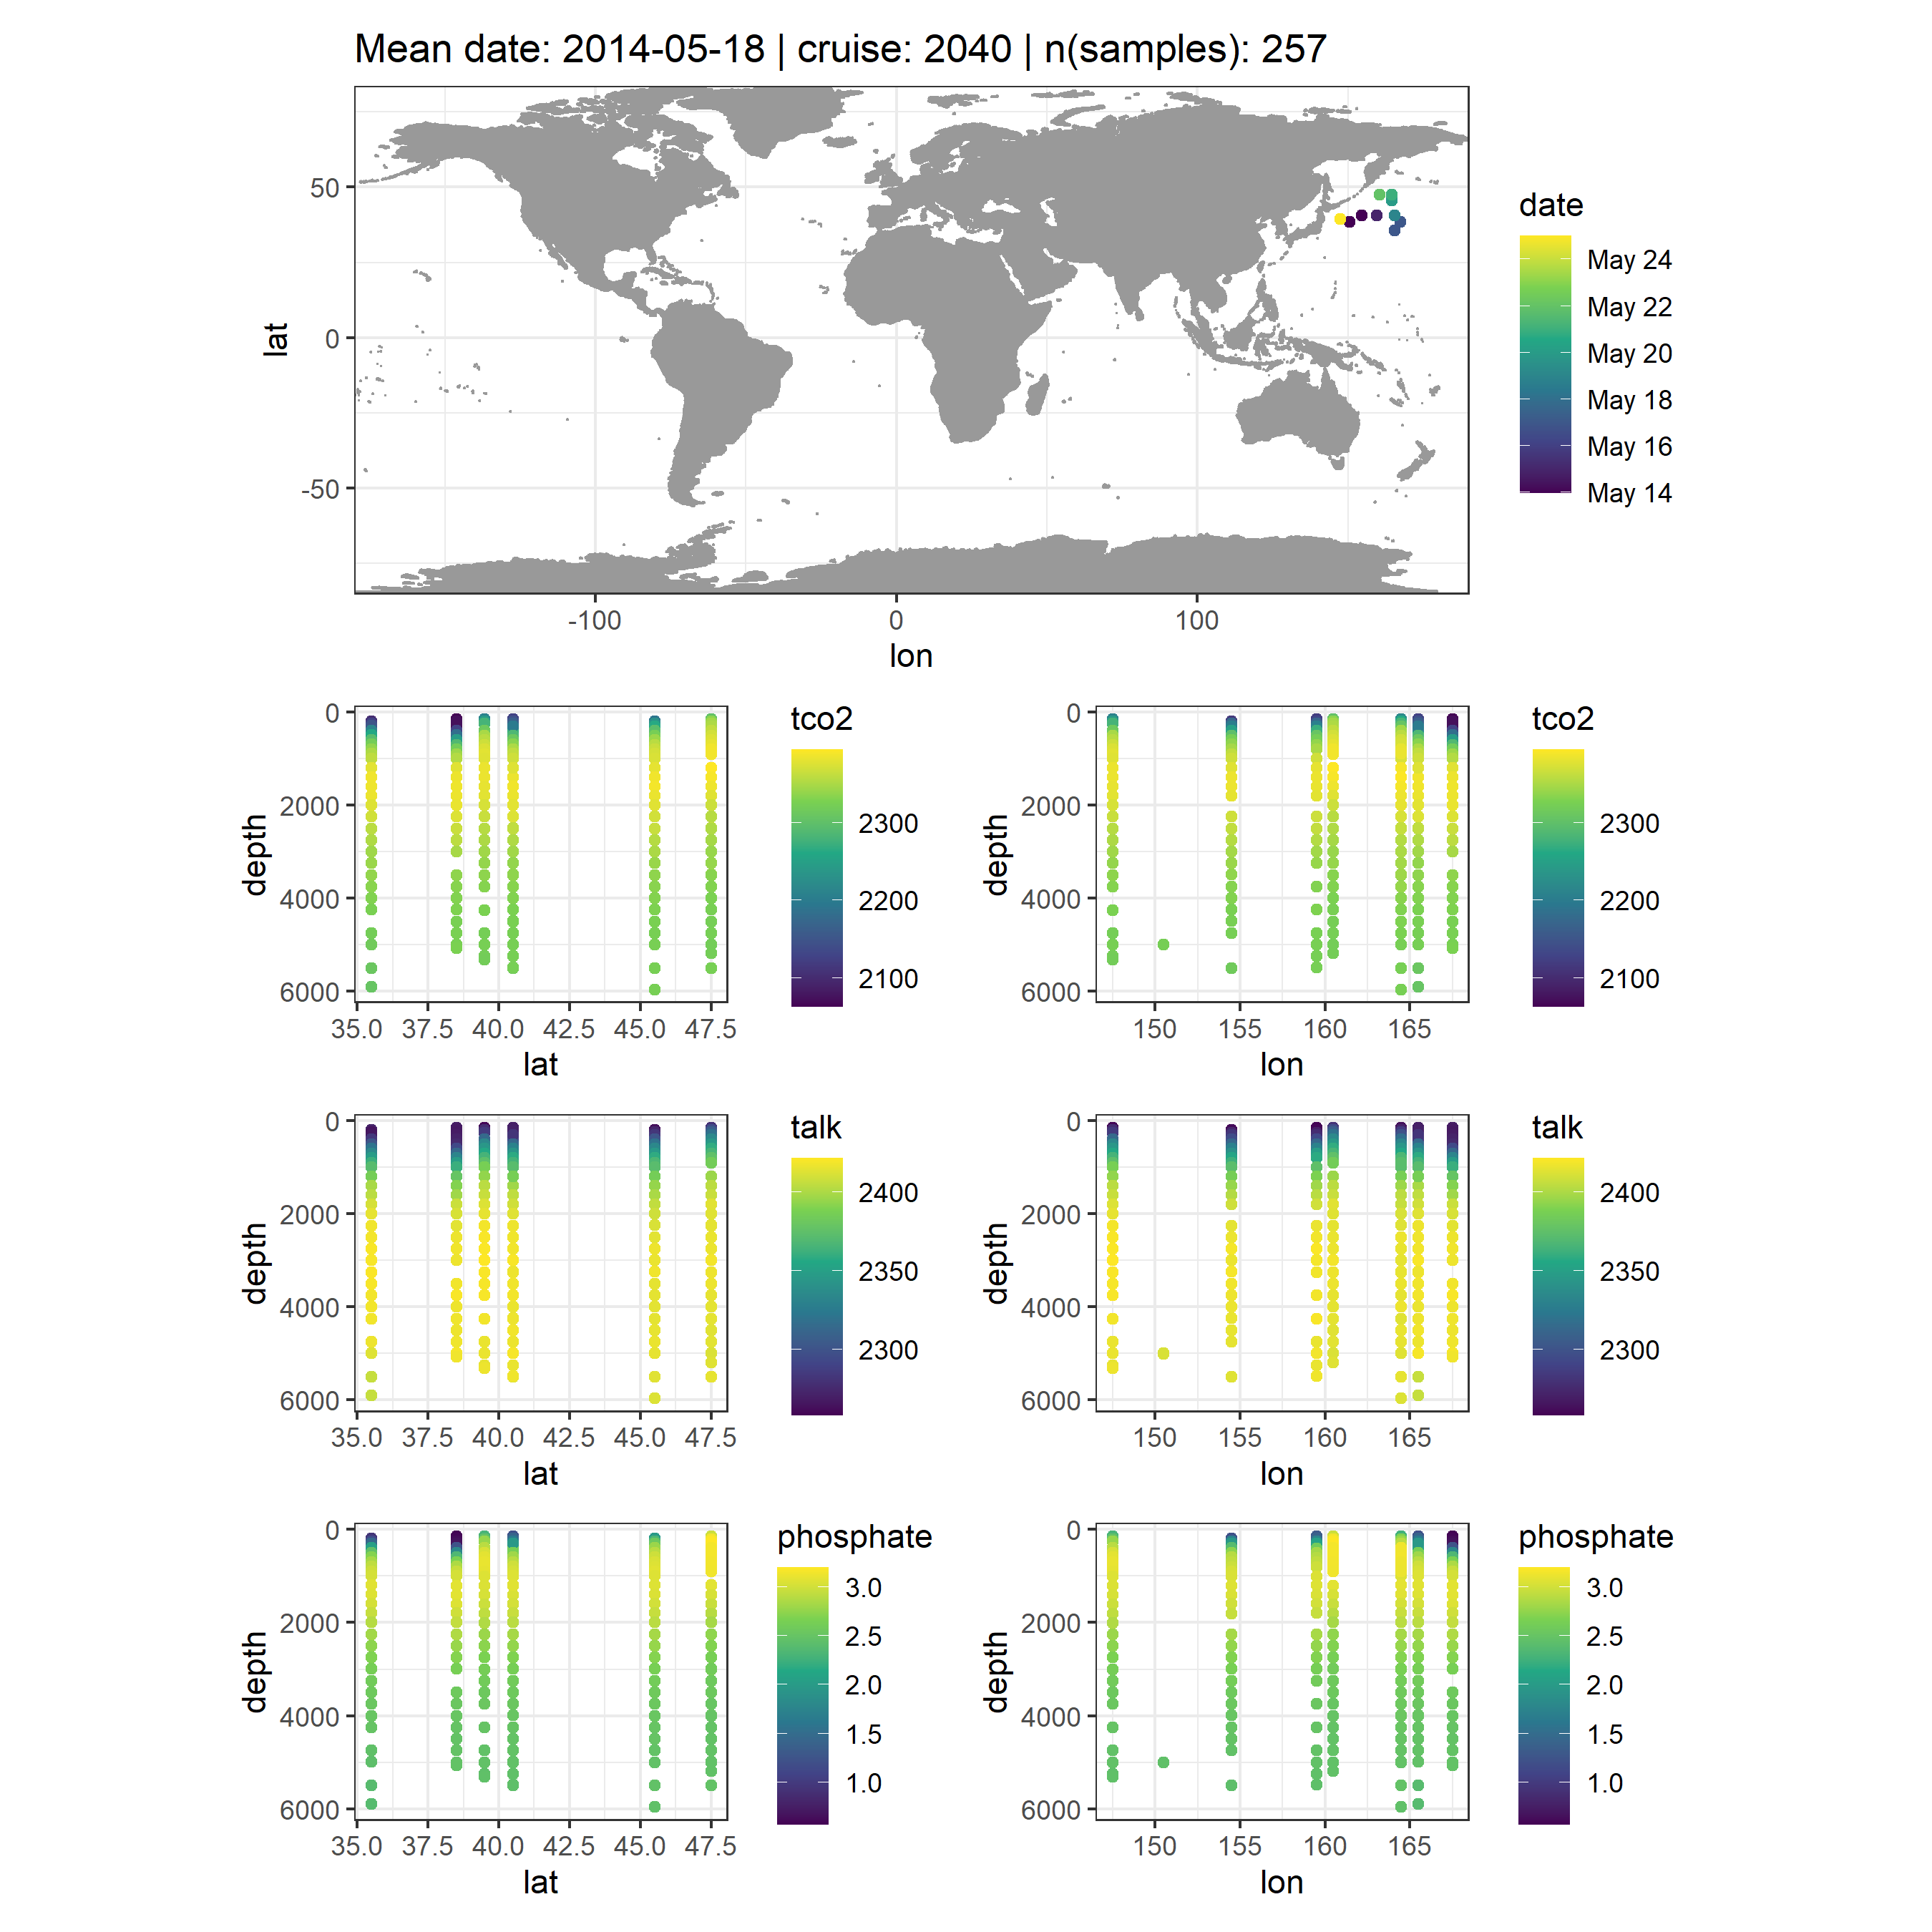 Mean date: 2014-05-18 | cruise: 2040 | n(samples): 257
50
0
-50
lat
-100
0
100
lon
date
May 24
May 22
May 20
May 18
May 16
May 14
0
2000
4000
6000
depth
35.0 37.5 40.0 42.5 45.0 47.5
lat
tco2
2300
2200
2100
0
2000
4000
6000
depth
150 155 160 165
lon
tco2
2300
2200
2100
0
2000
4000
6000
depth
35.0 37.5 40.0 42.5 45.0 47.5
lat
talk
2400
2350
2300
0
2000
4000
6000
depth
150 155 160 165
lon
talk
2400
2350
2300
0
2000
4000
6000
depth
35.0 37.5 40.0 42.5 45.0 47.5
lat
phosphate
3.0
2.5
2.0
1.5
1.0
0
2000
4000
6000
depth
150 155 160 165
lon
phosphate
3.0
2.5
2.0
1.5
1.0